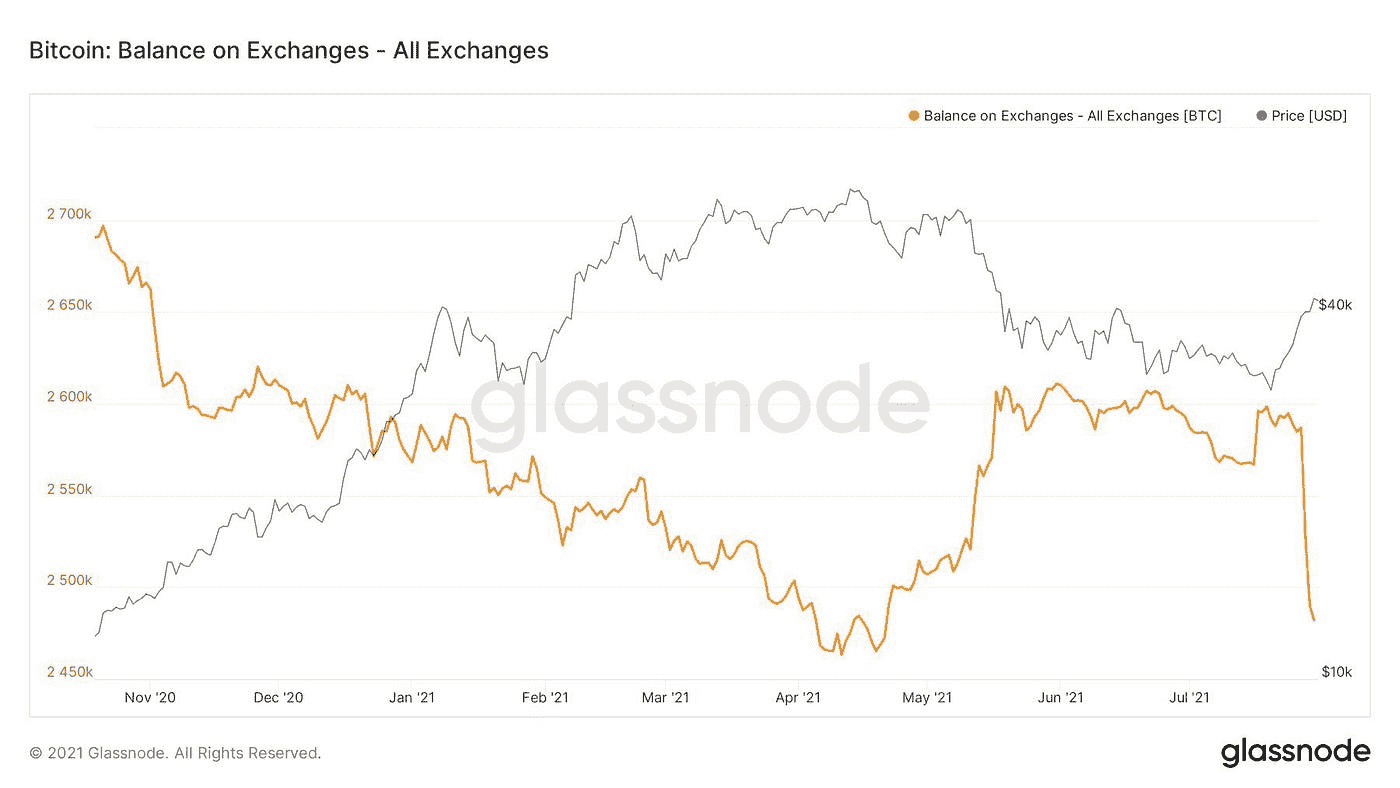 Bitcoin: Balance on Exchanges - All Exchanges
Balance on Exchanges - All Exchanges [BTC] Price [USD]
2 700k
2 650k
$40k
2 600k
glassnode
2 550k
2 500k
2 450k
$10k
Nov '20 Dec '20 Jan '21 Feb '21 Mar '21 Apr '21 May '21 Jun '21 Jul '21
© 2021 Glassnode. All Rights Reserved.
glassnode